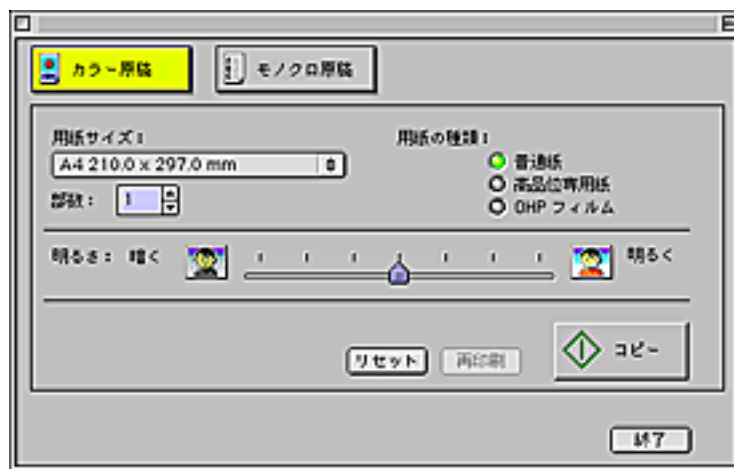 カラー原稿
モノクロ原稿
用紙サイズ：
A4 210.0 x 297.0 mm
部数： 1
用紙の種類：
普通紙
高品位専用紙
OHP フィルム
明るさ： 暗く 明るく
リセット 再印刷 コピー
終了